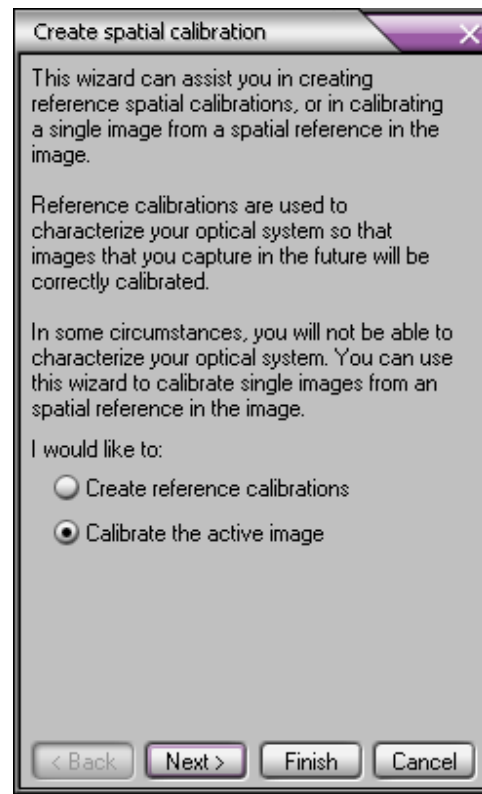 Create spatial calibration
This wizard can assist you in creating
reference spatial calibrations, or in calibrating
a single image from a spatial reference in the
image.
Reference calibrations are used to
characterize your optical system so that
images that you capture in the future will be
correctly calibrated.
In some circumstances, you will not be able to
characterize your optical system. You can use
this wizard to calibrate single images from an
spatial reference in the image.
I would like to:
Create reference calibrations
Calibrate the active image
< Back Next > Finish Cancel